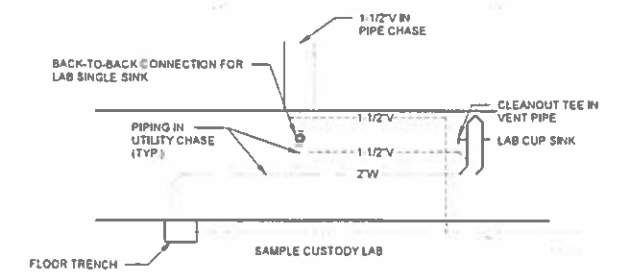 1-1/2"V IN
PIPE CHASE
BACK-TO-BACK CONNECTION FOR
LAB SINGLE SINK
CLEANOUT TEE IN
VENT PIPE
1-1/2"V
PIPING IN
UTILITY CHASE
(TYP.)
LAB CUP SINK
1-1/2"V
2"W
SAMPLE CUSTODY LAB
FLOOR TRENCH